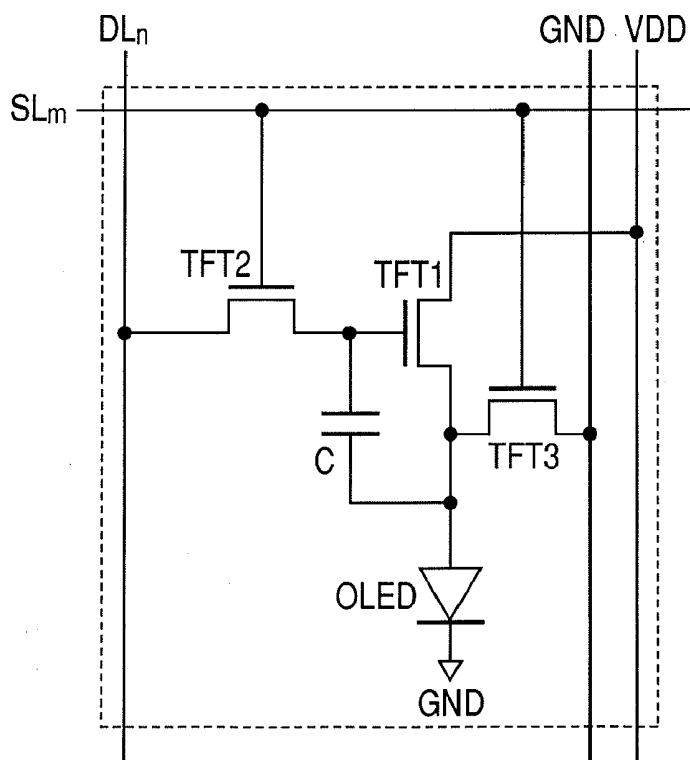 DLn
GND VDD
SLm
TFT2
TFT1
C
TFT3
OLED
GND